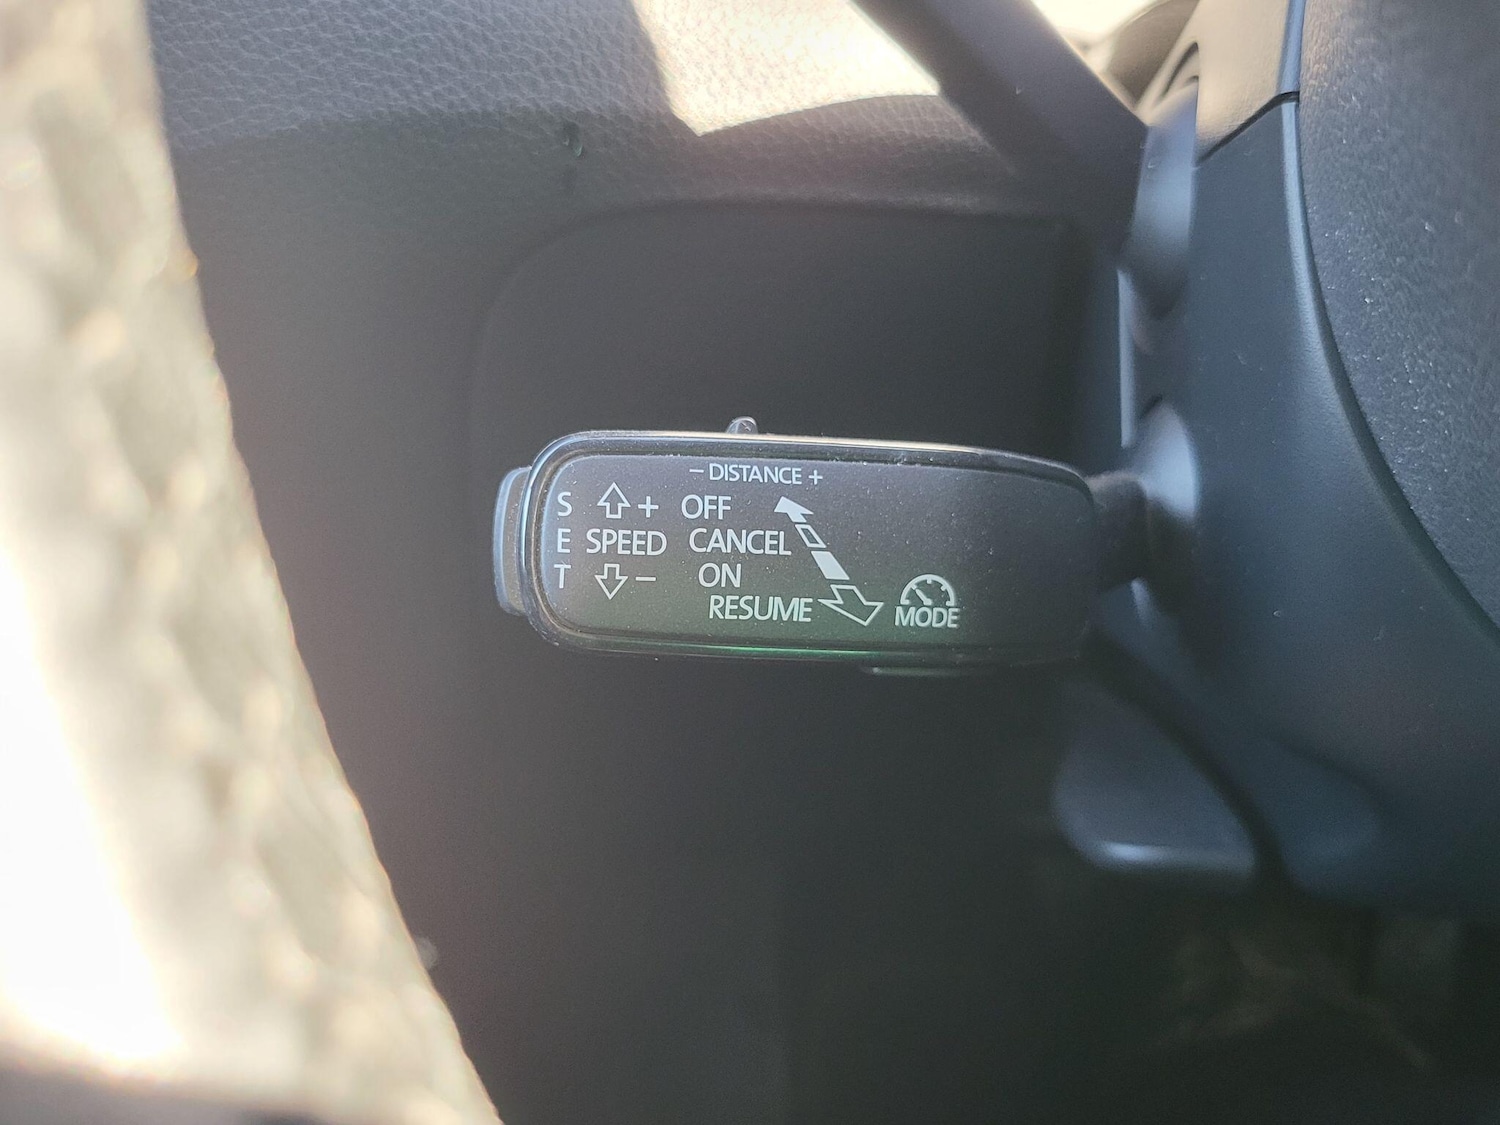 - DISTANCE +
S + OFF
E SPEED CANCEL
T - ON
RESUME
MODE